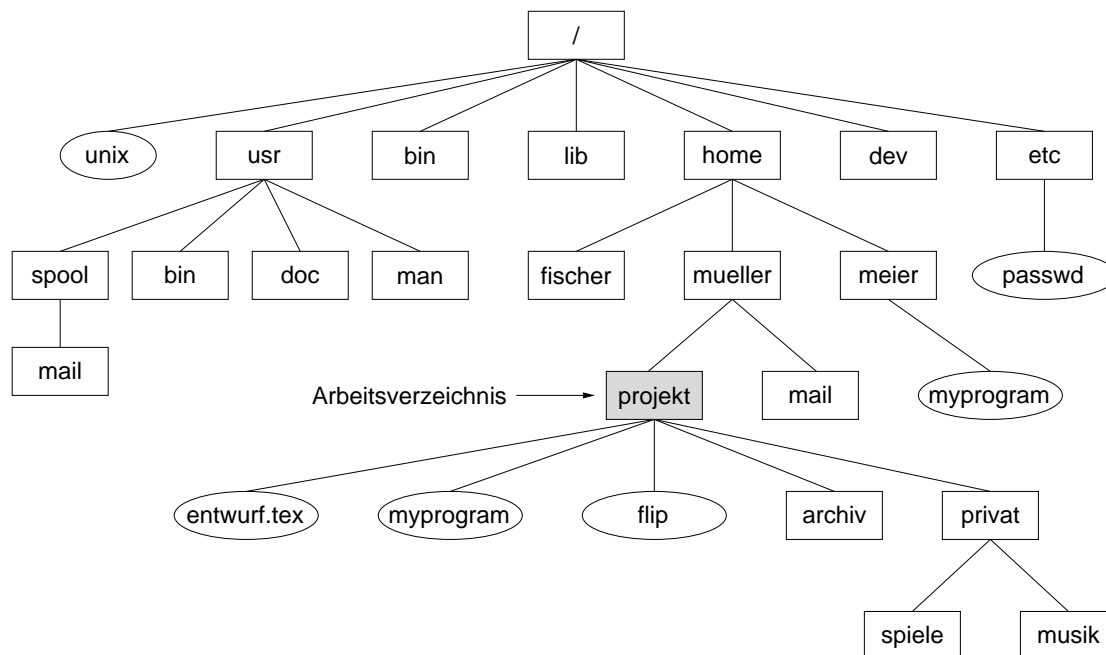 /
unix usr bin lib home dev etc
spool bin doc man fischer mueller meier passwd
mail Arbeitsverzeichnis projekt mail myprogram
entwurf.tex myprogram flip archiv privat
spiele musik